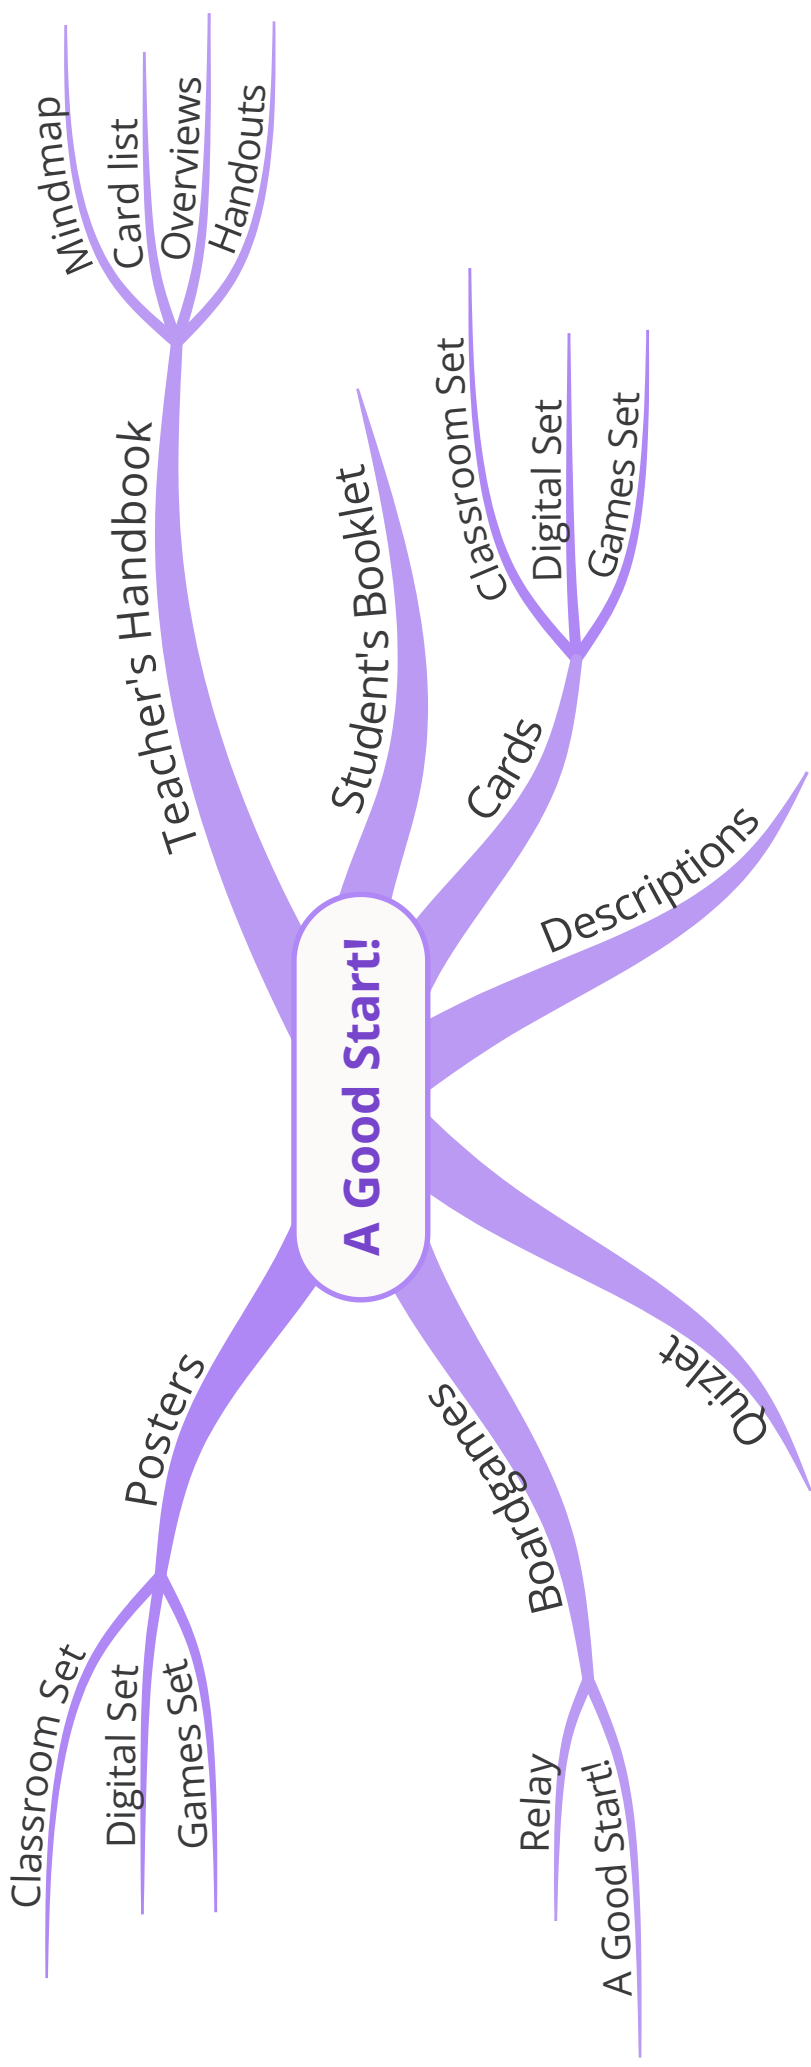 A Good Start!
Teacher's Handbook
Mindmap
Card list
Overviews
Handouts
Student's Booklet
Cards
Classroom Set
Digital Set
Games Set
Descriptions
Quizlet
Boardgames
Relay
A Good Start!
Posters
Classroom Set
Digital Set
Games Set